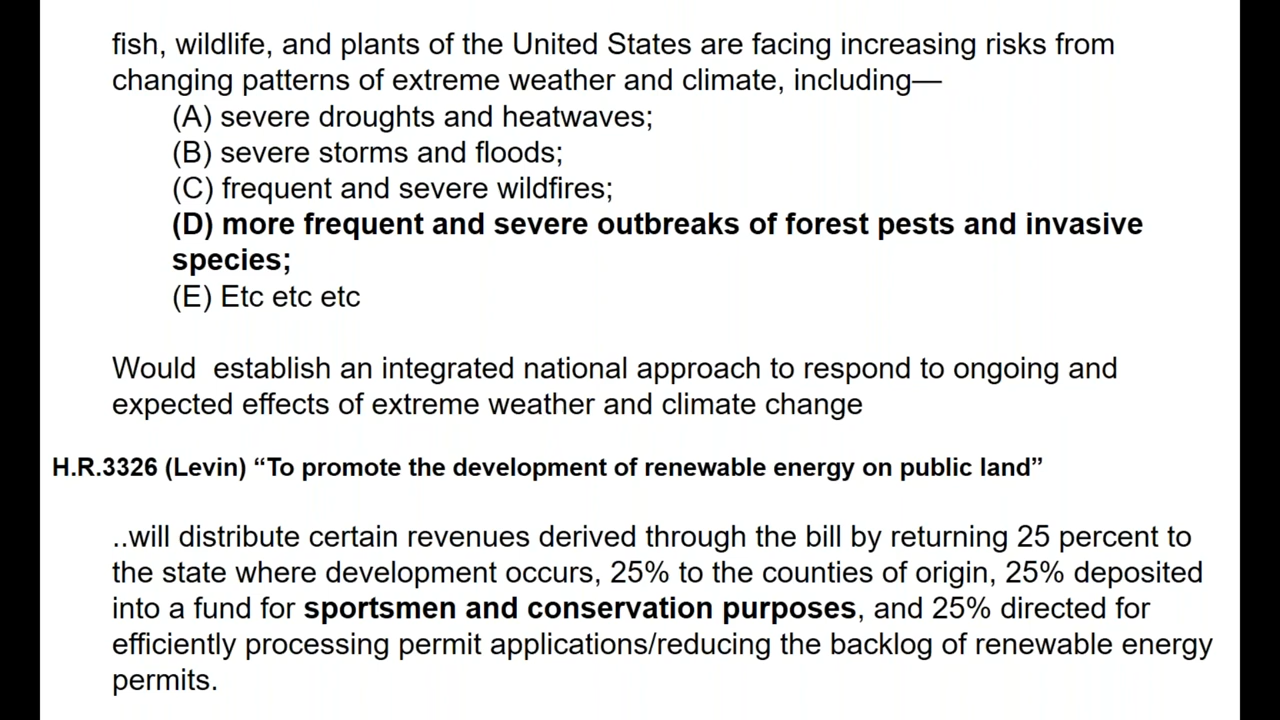 fish, wildlife, and plants of the United States are facing increasing risks from
changing patterns of extreme weather and climate, including—
(A) severe droughts and heatwaves;
(B) severe storms and floods;
(C) frequent and severe wildfires;
(D) more frequent and severe outbreaks of forest pests and invasive
species;
(E) Etc etc etc
Would  establish an integrated national approach to respond to ongoing and
expected effects of extreme weather and climate change
H.R.3326 (Levin) “To promote the development of renewable energy on public land”
..will distribute certain revenues derived through the bill by returning 25 percent to
the state where development occurs, 25% to the counties of origin, 25% deposited
into a fund for sportsmen and conservation purposes, and 25% directed for
efficiently processing permit applications/reducing the backlog of renewable energy
permits.